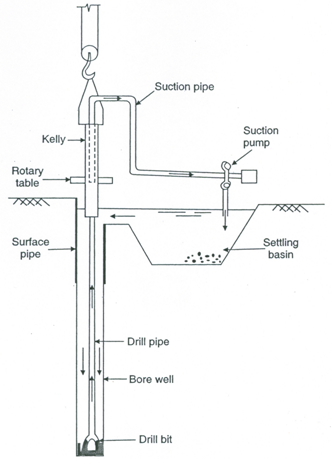 Suction pipe
Suction
pump
Kelly
Rotary
table
Surface
pipe
Settling
basin
Drill pipe
Bore well
Drill bit